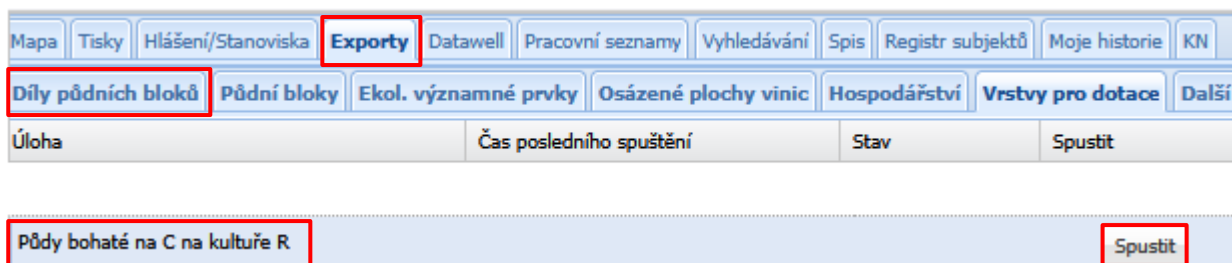 Mapa Tisky Hlášení/Stanoviska Exporty Datawell Pracovní seznamy Vyhledávání Spis Registr subjektů Moje historie KN
Díly půdních bloků Půdní bloky Ekol. významné prvky Osázené plochy vinic Hospodářství Vrstvy pro dotace Další
Úloha Čas posledního spuštění Stav Spustit
Půdy bohaté na C na kultuře R Spustit